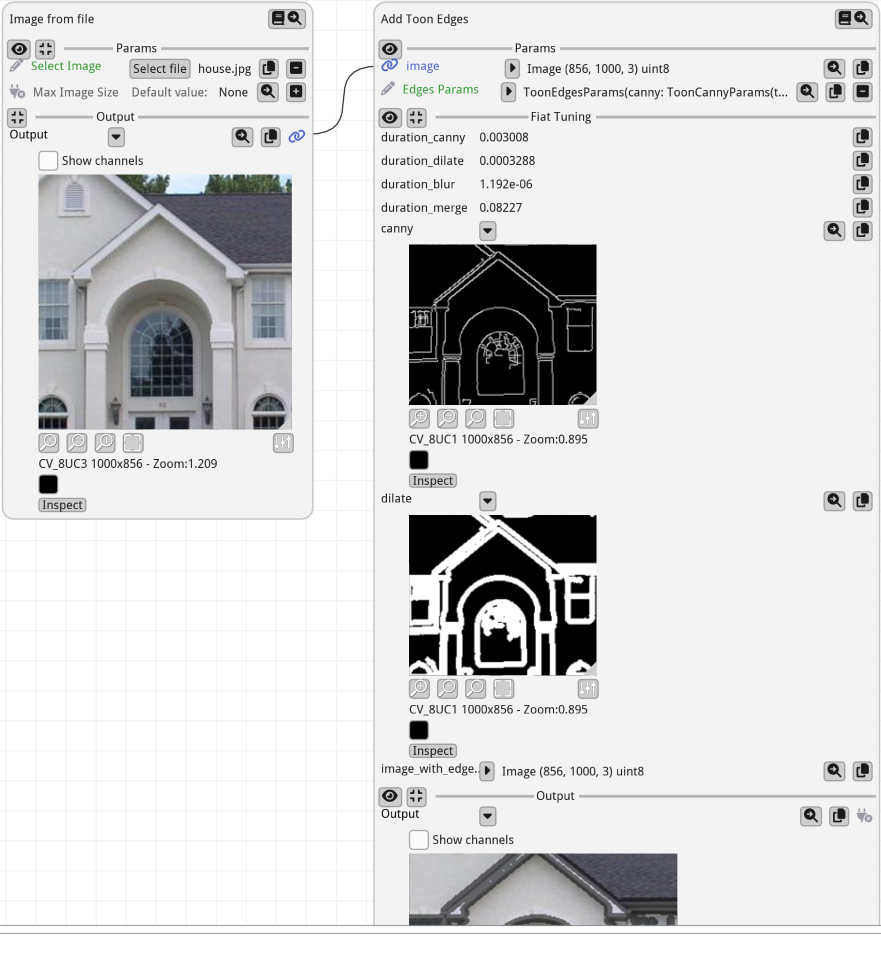 Image from file
Params
Select Image Select file house.jpg
Max Image Size Default value: None
Output
Output
Show channels
CV_8UC3 1000x856 - Zoom:1.209
Inspect
Add Toon Edges
Params
image Image (856, 1000, 3) uint8
Edges Params ToonEdgesParams(canny: ToonCannyParams(t...
Fiat Tuning
duration_canny 0.003008
duration_dilate 0.0003288
duration_blur 1.192e-06
duration_merge 0.08227
canny
CV_8UC1 1000x856 - Zoom:0.895
Inspect
dilate
CV_8UC1 1000x856 - Zoom:0.895
Inspect
image_with_edge.. Image (856, 1000, 3) uint8
Output
Output
Show channels